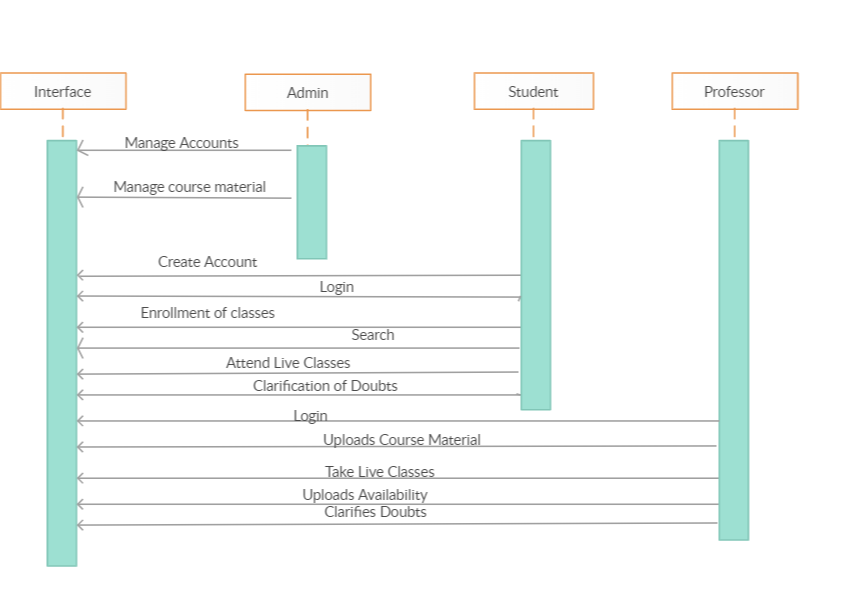 Interface
Admin
Student
Professor
Manage Accounts
Manage course material
Create Account
Login
Enrollment of classes
Search
Attend Live Classes
Clarification of Doubts
Login
Uploads Course Material
Take Live Classes
Uploads Availability
Clarifies Doubts